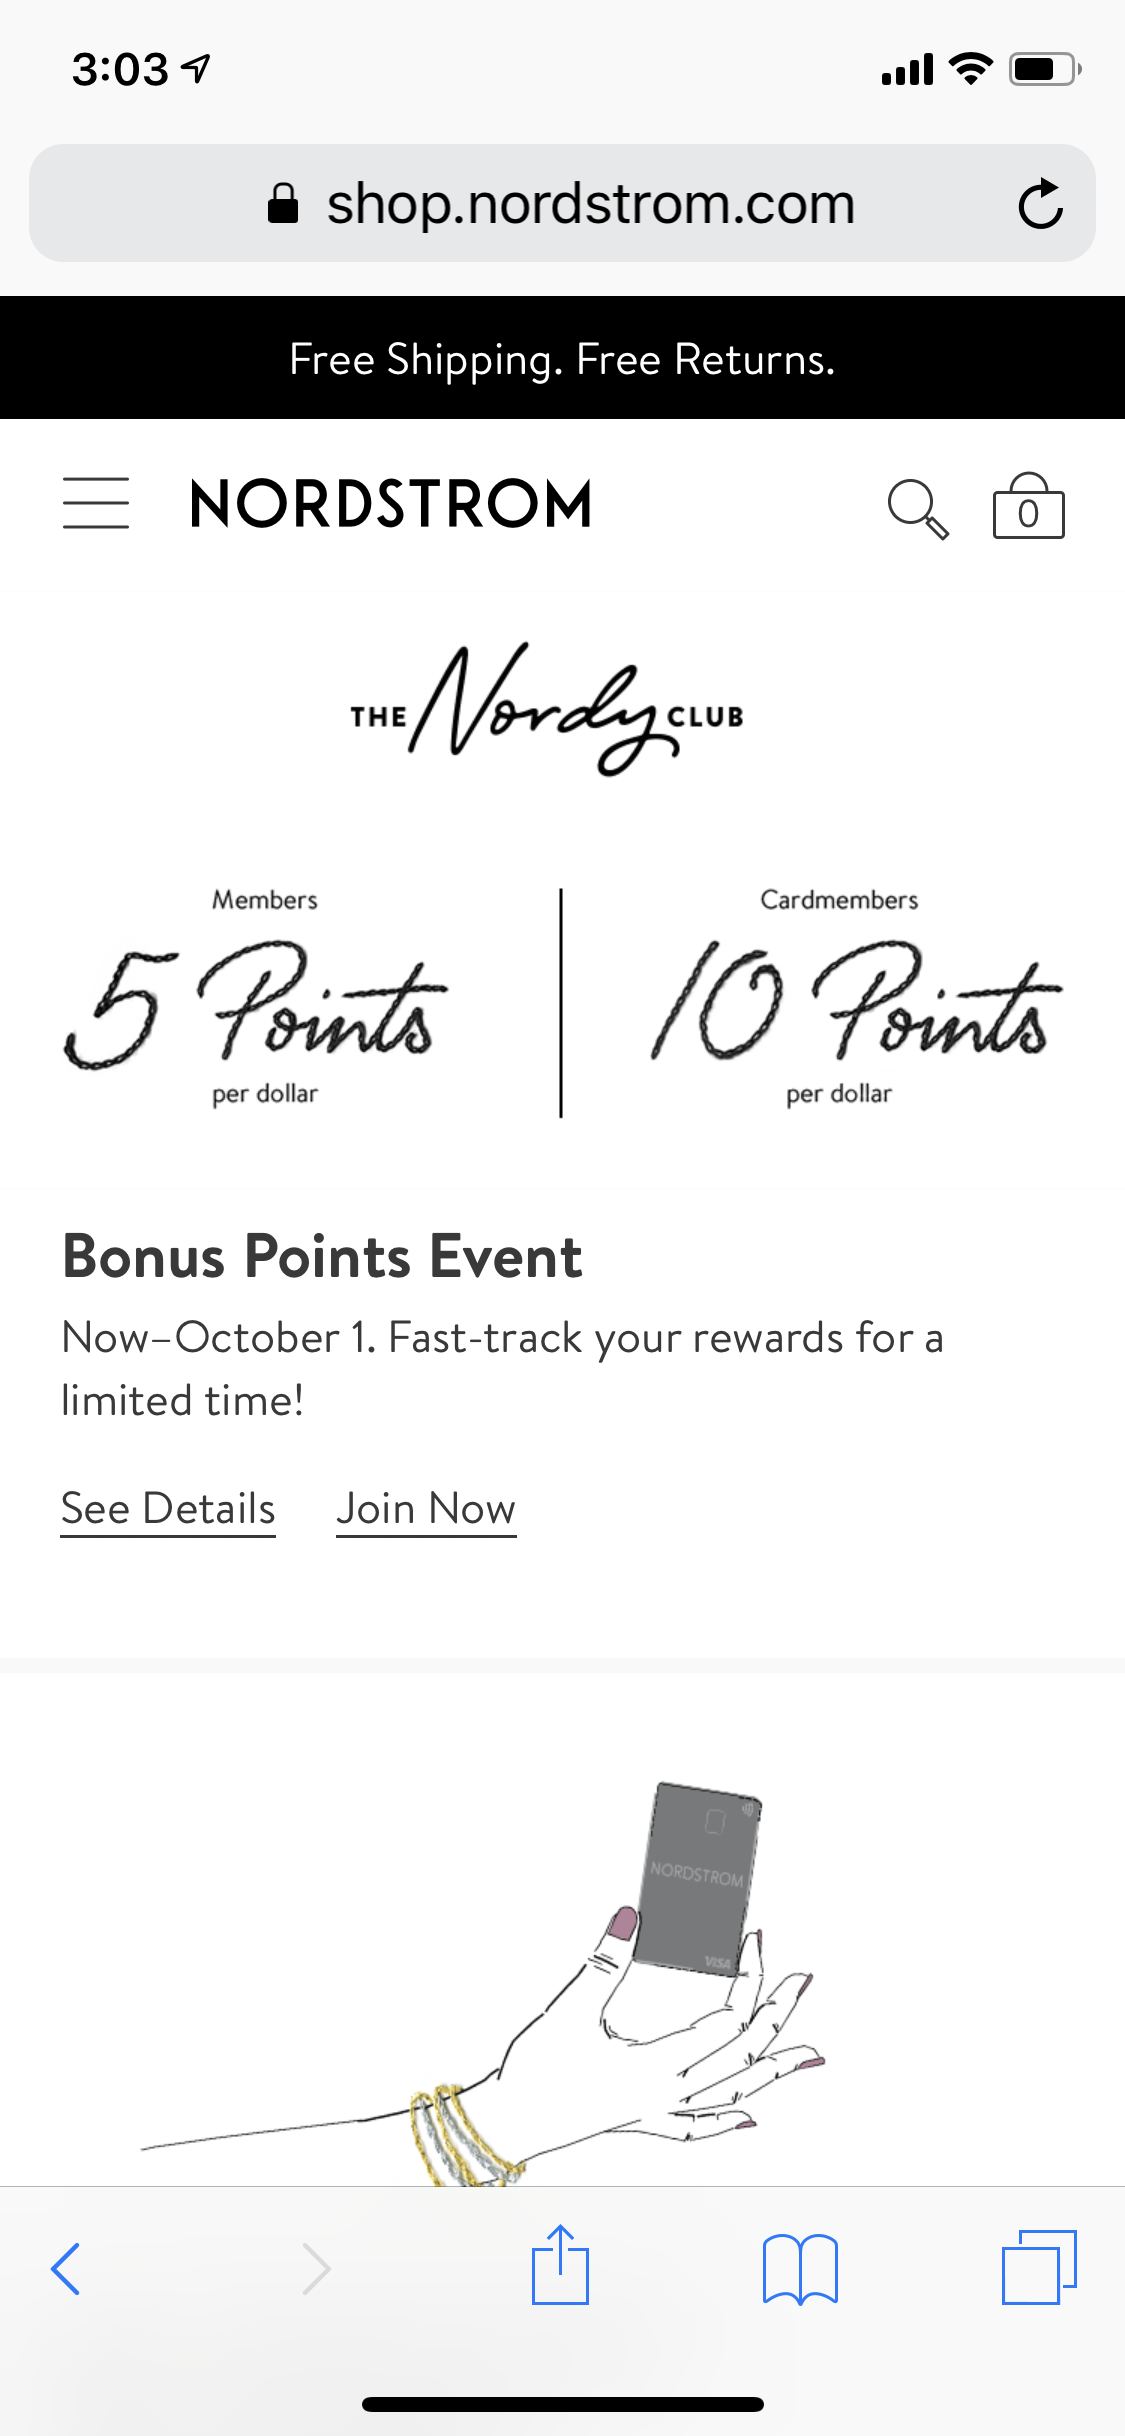 3:03
shop.nordstrom.com
Free Shipping. Free Returns.
NORDSTROM
0
THE Nordy CLUB
Members
5 Points
per dollar
Cardmembers
10 Points
per dollar
Bonus Points Event
Now–October 1. Fast-track your rewards for a
limited time!
See Details Join Now
NORDSTROM
VISA